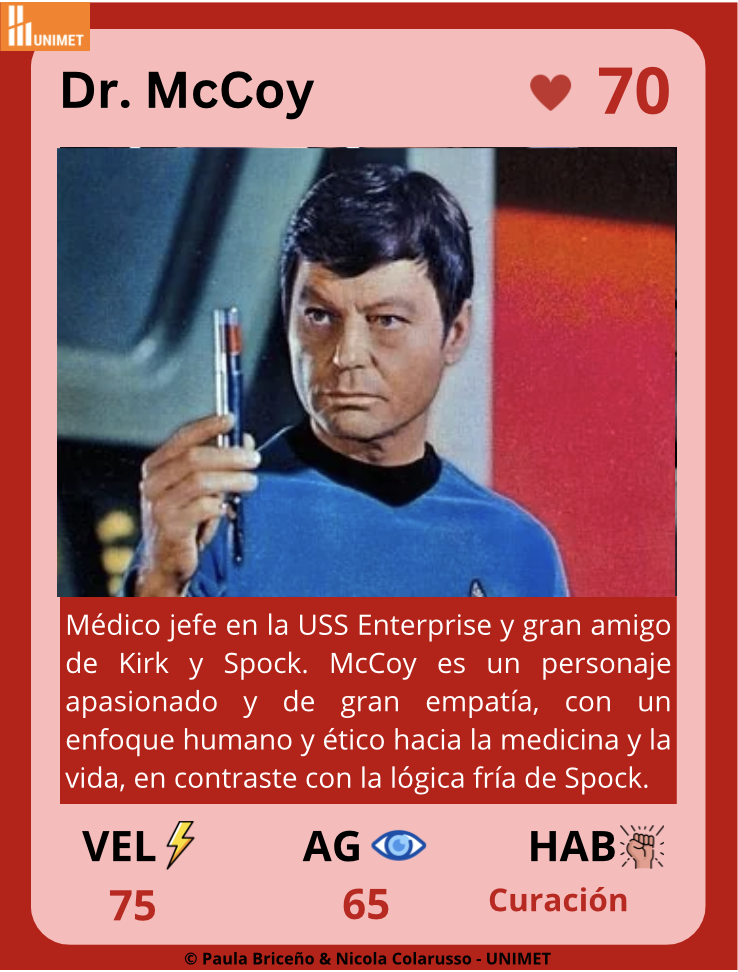 UNIMET
Dr. McCoy 70
Médico jefe en la USS Enterprise y gran amigo
de Kirk y Spock. McCoy es un personaje
apasionado y de gran empatía, con un
enfoque humano y ético hacia la medicina y la
vida, en contraste con la lógica fría de Spock.
VEL AG HAB
75 65 Curación
© Paula Briceño & Nicola Colarusso - UNIMET